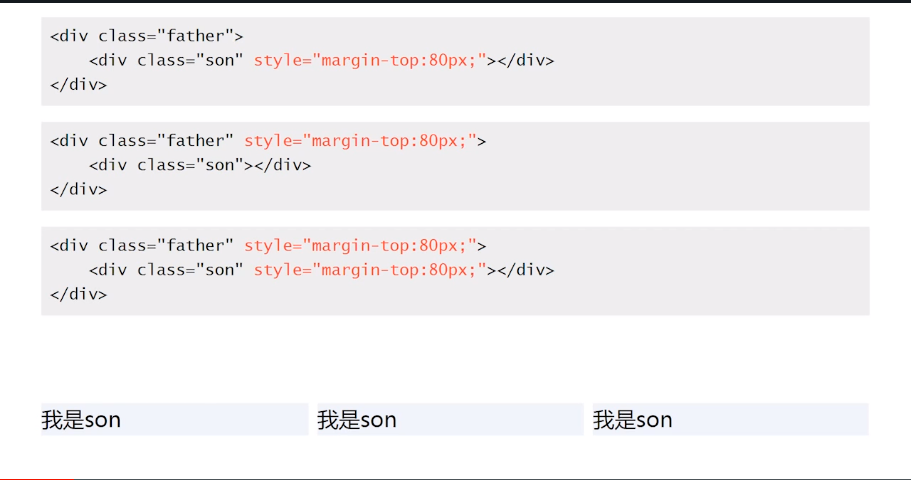 <div class="father">
    <div class="son" style="margin-top:80px;"></div>
</div>
<div class="father" style="margin-top:80px;">
    <div class="son"></div>
</div>
<div class="father" style="margin-top:80px;">
    <div class="son" style="margin-top:80px;"></div>
</div>
我是son 我是son 我是son